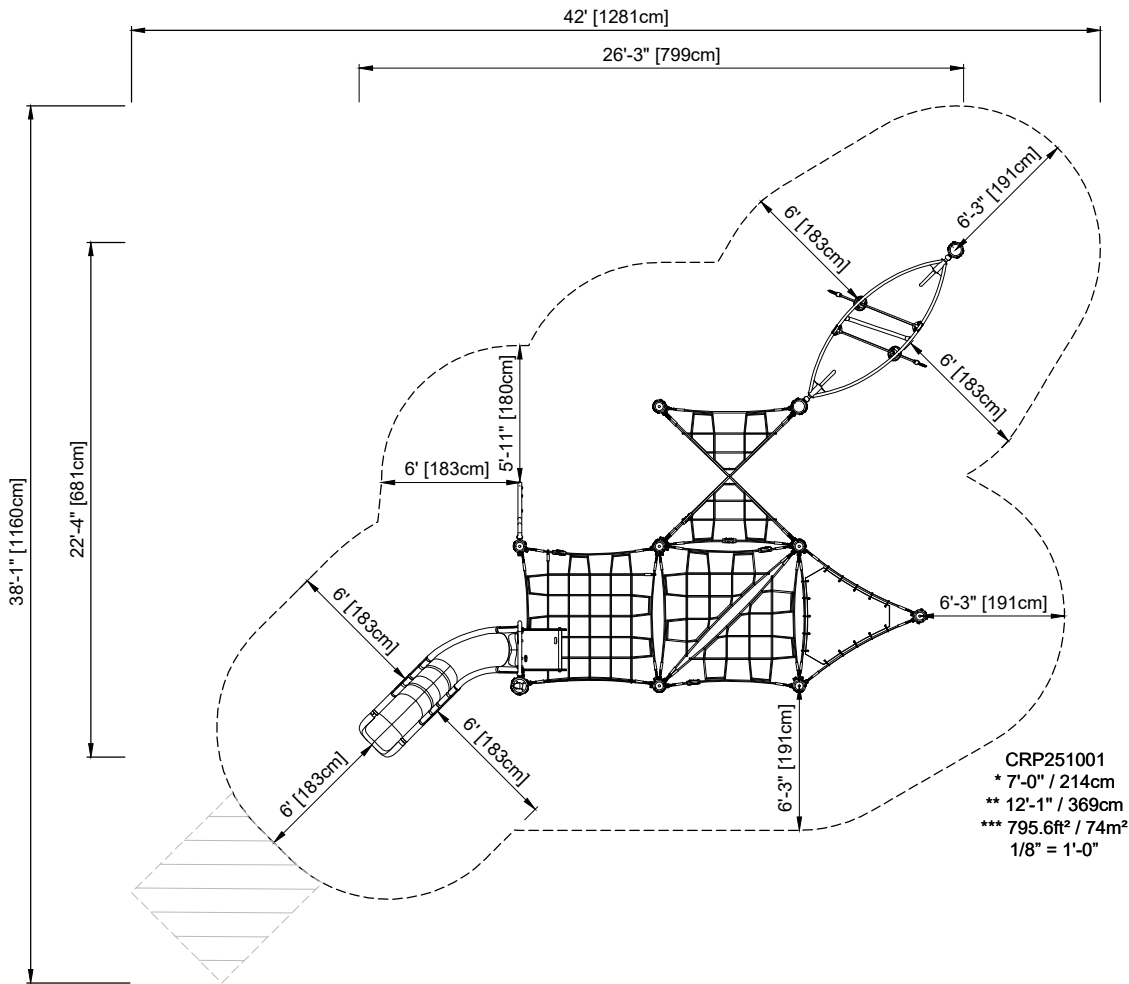 42' [1281cm]
26'-3" [799cm]
38'-1" [1160cm]
22'-4" [681cm]
6'-3" [191cm]
6' [183cm]
6' [183cm]
5'-11" [180cm]
6' [183cm]
6' [183cm]
6'-3" [191cm]
6' [183cm]
6' [183cm]
6'-3" [191cm]
CRP251001
* 7'-0" / 214cm
** 12'-1" / 369cm
*** 795.6ft² / 74m²
1/8” = 1'-0”